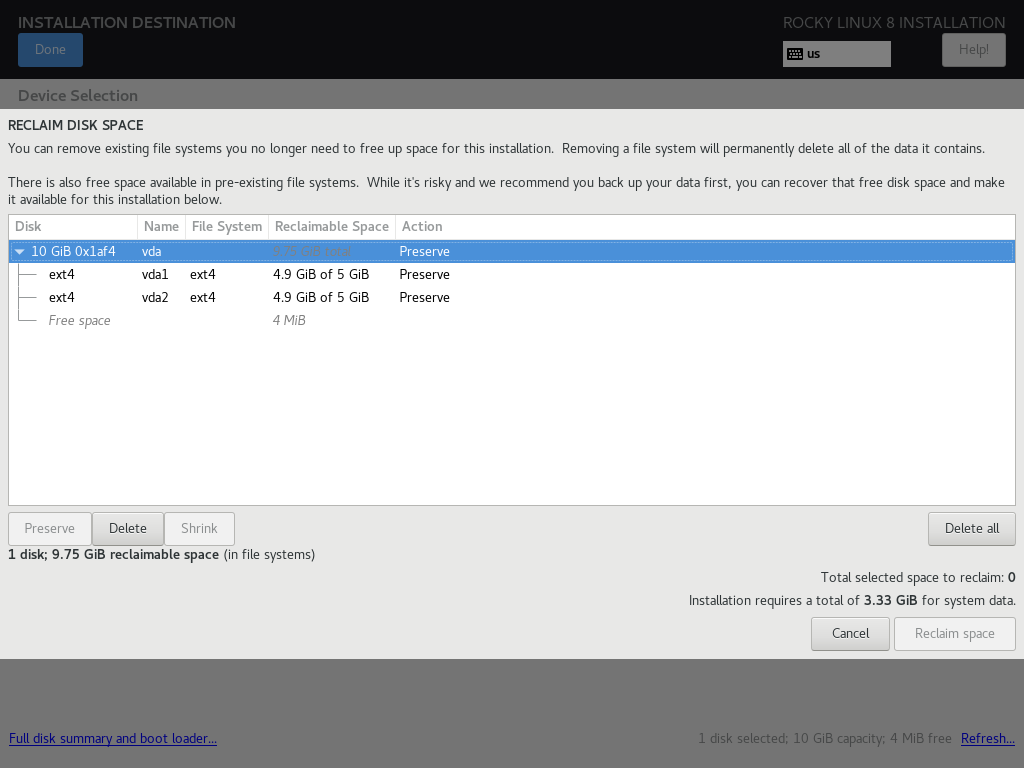 INSTALLATION DESTINATION
ROCKY LINUX 8 INSTALLATION
Done
us
Help!
Device Selection
RECLAIM DISK SPACE
You can remove existing file systems you no longer need to free up space for this installation.  Removing a file system will permanently delete all of the data it contains.
There is also free space available in pre-existing file systems.  While it's risky and we recommend you back up your data first, you can recover that free disk space and make
it available for this installation below.
Disk Name File System Reclaimable Space Action
10 GiB 0x1af4 vda 9.75 GiB total Preserve
ext4 vda1 ext4 4.9 GiB of 5 GiB Preserve
ext4 vda2 ext4 4.9 GiB of 5 GiB Preserve
Free space 4 MiB
Preserve Delete Shrink Delete all
1 disk; 9.75 GiB reclaimable space (in file systems)
Total selected space to reclaim: 0
Installation requires a total of 3.33 GiB for system data.
Cancel Reclaim space
Full disk summary and boot loader...
1 disk selected; 10 GiB capacity; 4 MiB free Refresh...